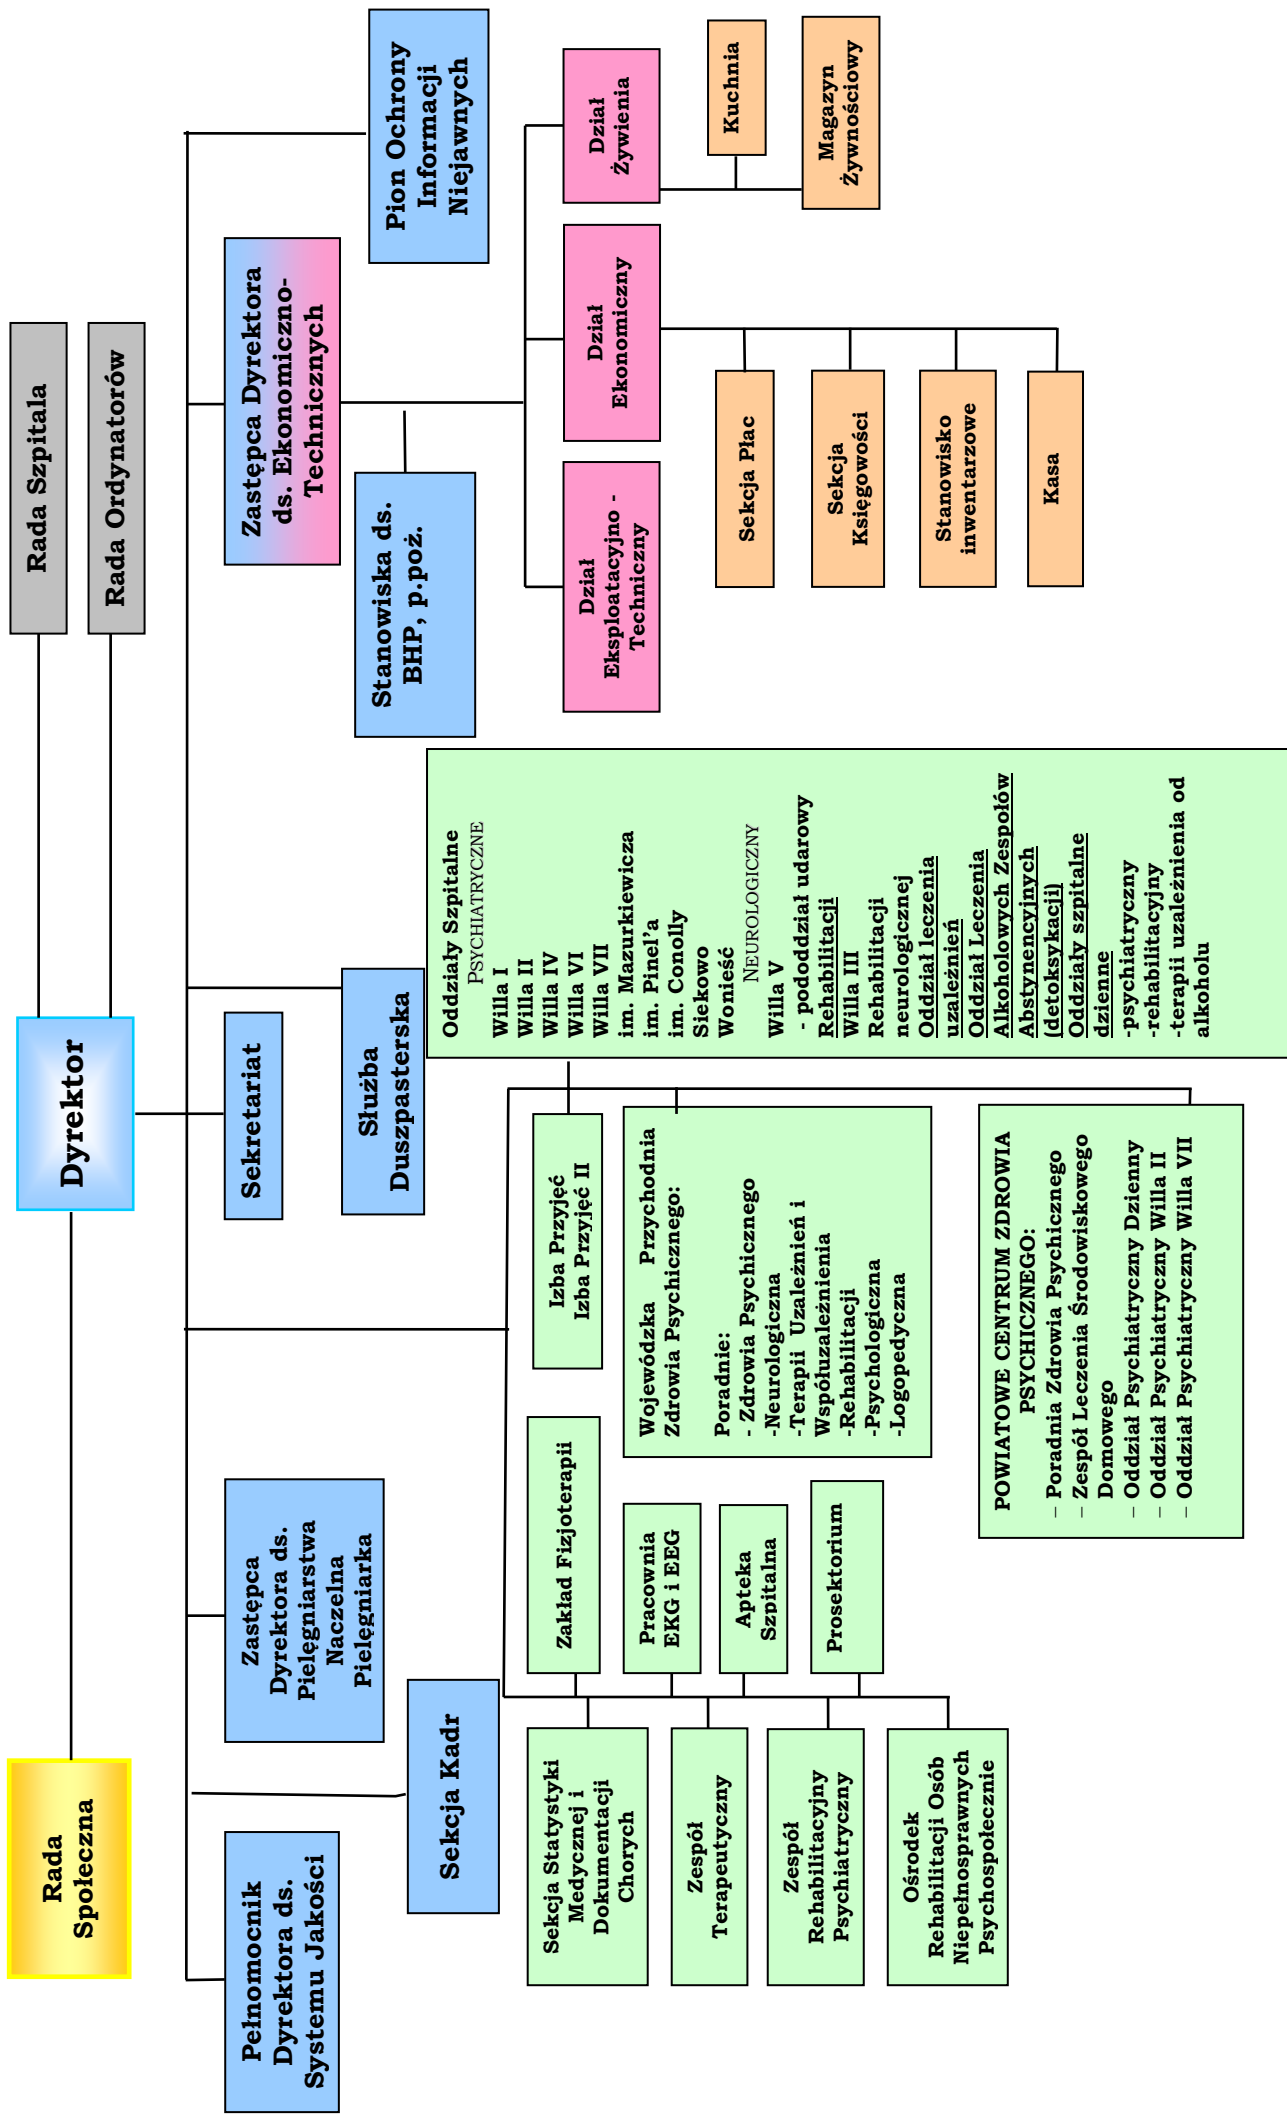 Rada
Społeczna
Dyrektor
Rada Szpitala
Rada Ordynatorów
Pełnomocnik
Dyrektora ds.
Systemu Jakości
Zastępca
Dyrektora ds.
Pielęgniarstwa
Naczelna
Pielęgniarka
Sekretariat
Zastępca Dyrektora
ds. Ekonomiczno-
Technicznych
Sekcja Kadr
Służba
Duszpasterska
Stanowiska ds.
BHP, p.poż.
Pion Ochrony
Informacji
Niejawnych
Sekcja Statystyki
Medycznej i
Dokumentacji
Chorych
Zespół
Terapeutyczny
Zespół
Rehabilitacyjny
Psychiatryczny
Ośrodek
Rehabilitacji Osób
Niepełnosprawnych
Psychospołecznie
Zakład Fizjoterapii
Pracownia
EKG i EEG
Apteka
Szpitalna
Prosektorium
Izba Przyjęć
Izba Przyjęć II
Wojewódzka Przychodnia
Zdrowia Psychicznego:
Poradnie:
- Zdrowia Psychicznego
-Neurologiczna
-Terapii Uzależnień i
Współuzależnienia
-Rehabilitacji
-Psychologiczna
-Logopedyczna
POWIATOWE CENTRUM ZDROWIA
PSYCHICZNEGO:
– Poradnia Zdrowia Psychicznego
– Zespół Leczenia Środowiskowego
Domowego
– Oddział Psychiatryczny Dzienny
– Oddział Psychiatryczny Willa II
– Oddział Psychiatryczny Willa VII
Oddziały Szpitalne
PSYCHIATRYCZNE
Willa I
Willa II
Willa IV
Willa VI
Willa VII
im. Mazurkiewicza
im. Pinel'a
im. Conolly
Siekowo
Wonieść
NEUROLOGICZNY
Willa V
- pododdział udarowy
Rehabilitacji
Willa III
Rehabilitacji
neurologicznej
Oddział leczenia
uzależnień
Oddział Leczenia
Alkoholowych Zespołów
Abstynencyjnych
(detoksykacji)
Oddziały szpitalne
dzienne
-psychiatryczny
-rehabilitacyjny
-terapii uzależnienia od
alkoholu
Dział
Eksploatacyjno -
Techniczny
Dział
Ekonomiczny
Dział
Żywienia
Sekcja Płac
Sekcja
Księgowości
Stanowisko
inwentarzowe
Kasa
Kuchnia
Magazyn
Żywnościowy